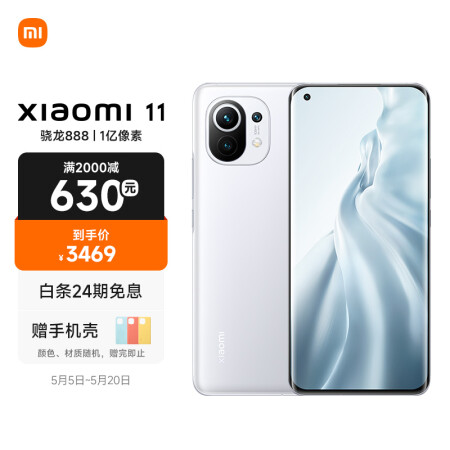 mi
XIAOMI 11
骁龙888 | 1亿像素
满2000减
630元
到手价
¥3469
白条24期免息
赠手机壳
颜色、材质随机，赠完即止
5月5日~5月20日
xiaomi